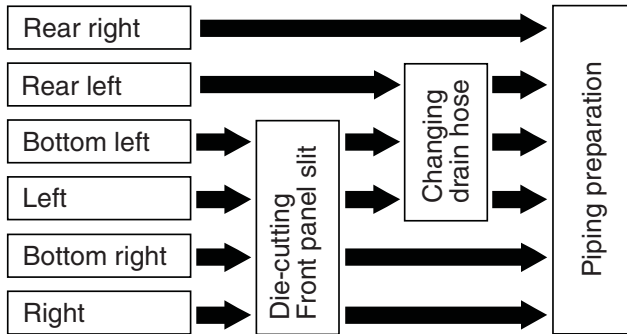 Rear right
Rear left
Bottom left
Left
Bottom right
Right
Die-cutting
Front panel slit
Changing
drain hose
Piping preparation